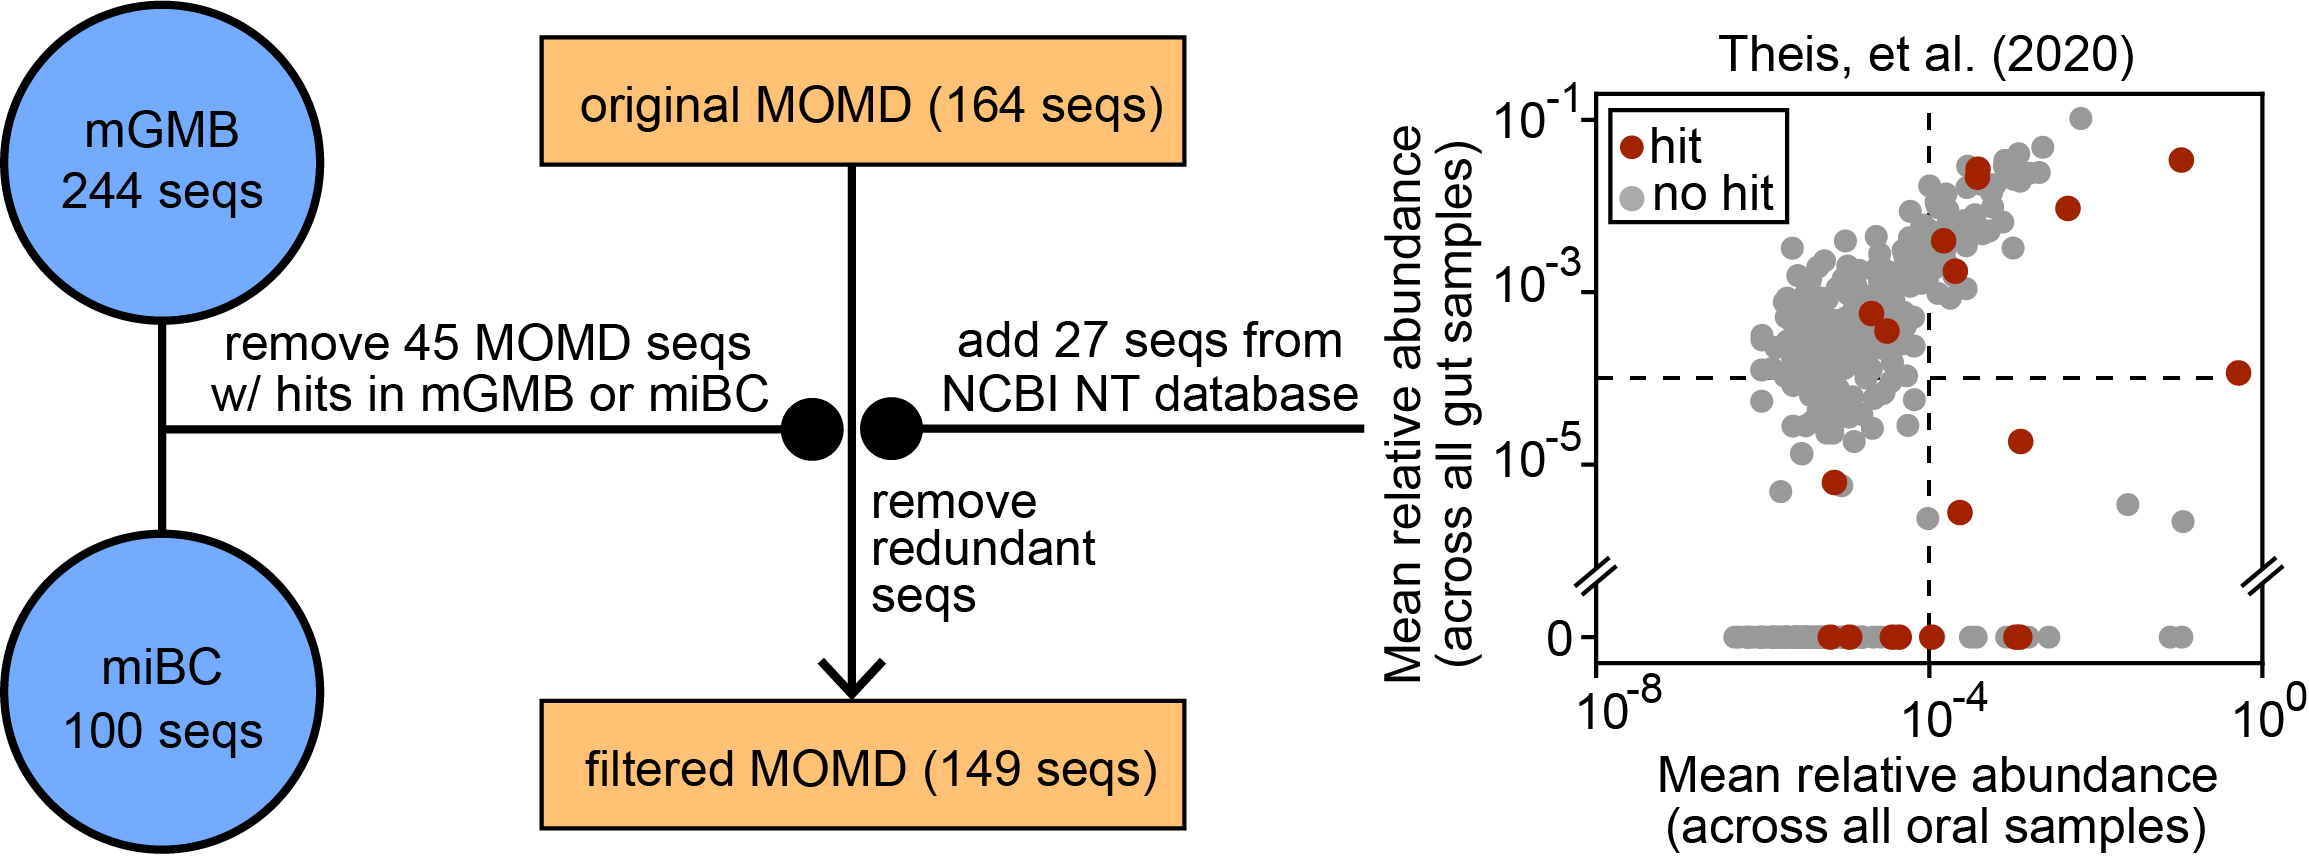 mGMB
244 seqs
miBC
100 seqs
original MOMD (164 seqs)
remove 45 MOMD seqs
w/ hits in mGMB or miBC
add 27 seqs from
NCBI NT database
remove
redundant
seqs
filtered MOMD (149 seqs)
Theis, et al. (2020)
hit
no hit
Mean relative abundance
(across all gut samples)
10-1
10-3
10-5
0
10-8
10-4
100
Mean relative abundance
(across all oral samples)